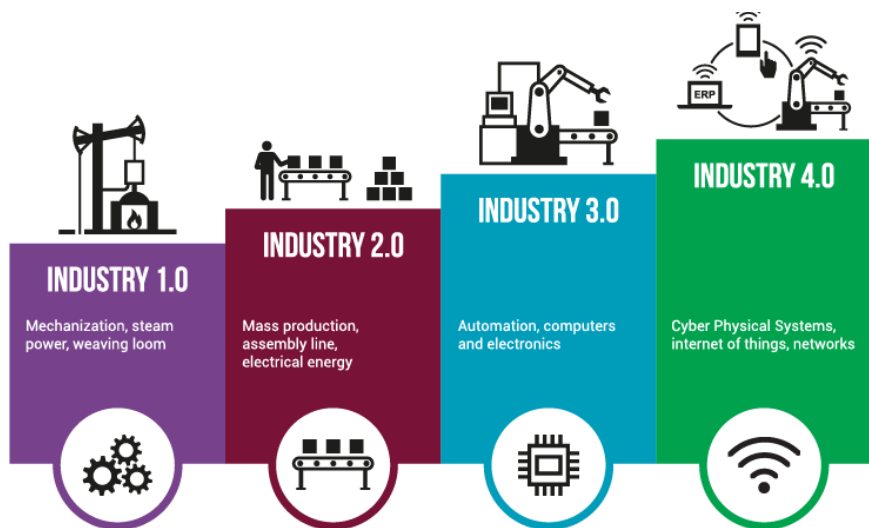 ERP
INDUSTRY 1.0
Mechanization, steam
power, weaving loom
INDUSTRY 2.0
Mass production,
assembly line,
electrical energy
INDUSTRY 3.0
Automation, computers
and electronics
INDUSTRY 4.0
Cyber Physical Systems,
internet of things, networks